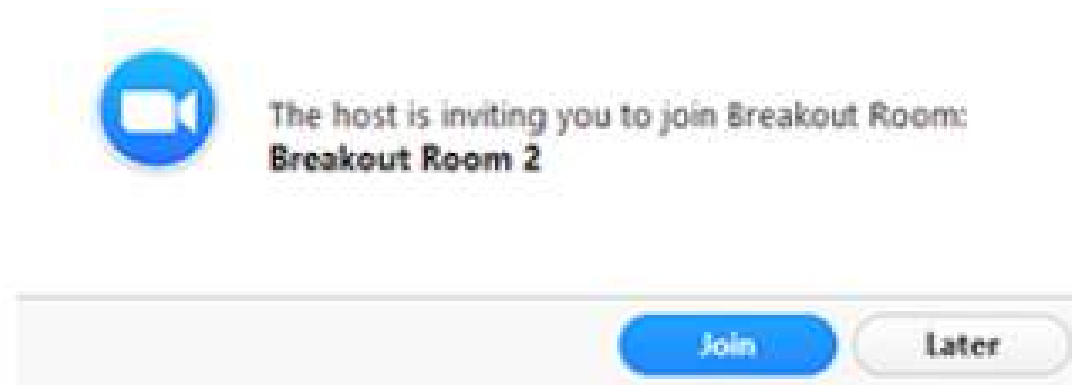 The host is inviting you to join Breakout Room:
Breakout Room 2
Join
Later